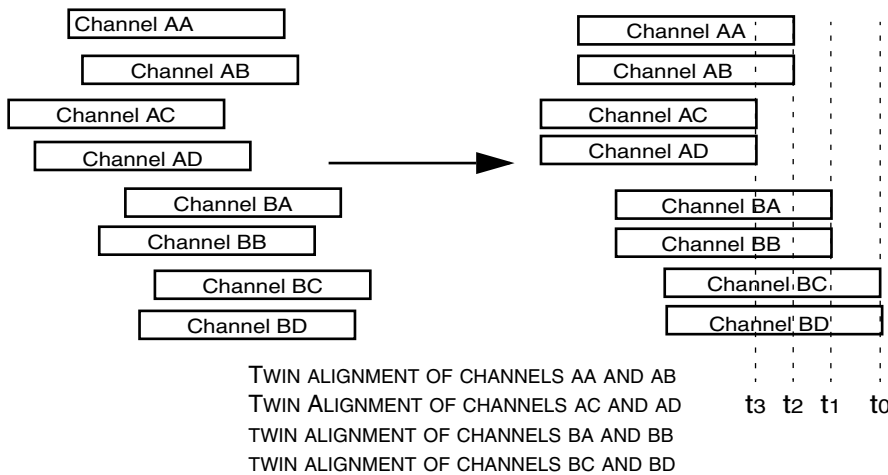 Channel AA
Channel AB
Channel AC
Channel AD
Channel BA
Channel BB
Channel BC
Channel BD
Channel AA
Channel AB
Channel AC
Channel AD
Channel BA
Channel BB
Channel BC
Channel BD
TWIN ALIGNMENT OF CHANNELS AA AND AB
TWIN ALIGNMENT OF CHANNELS AC AND AD
TWIN ALIGNMENT OF CHANNELS BA AND BB
TWIN ALIGNMENT OF CHANNELS BC AND BD
t3 t2 t1 t0